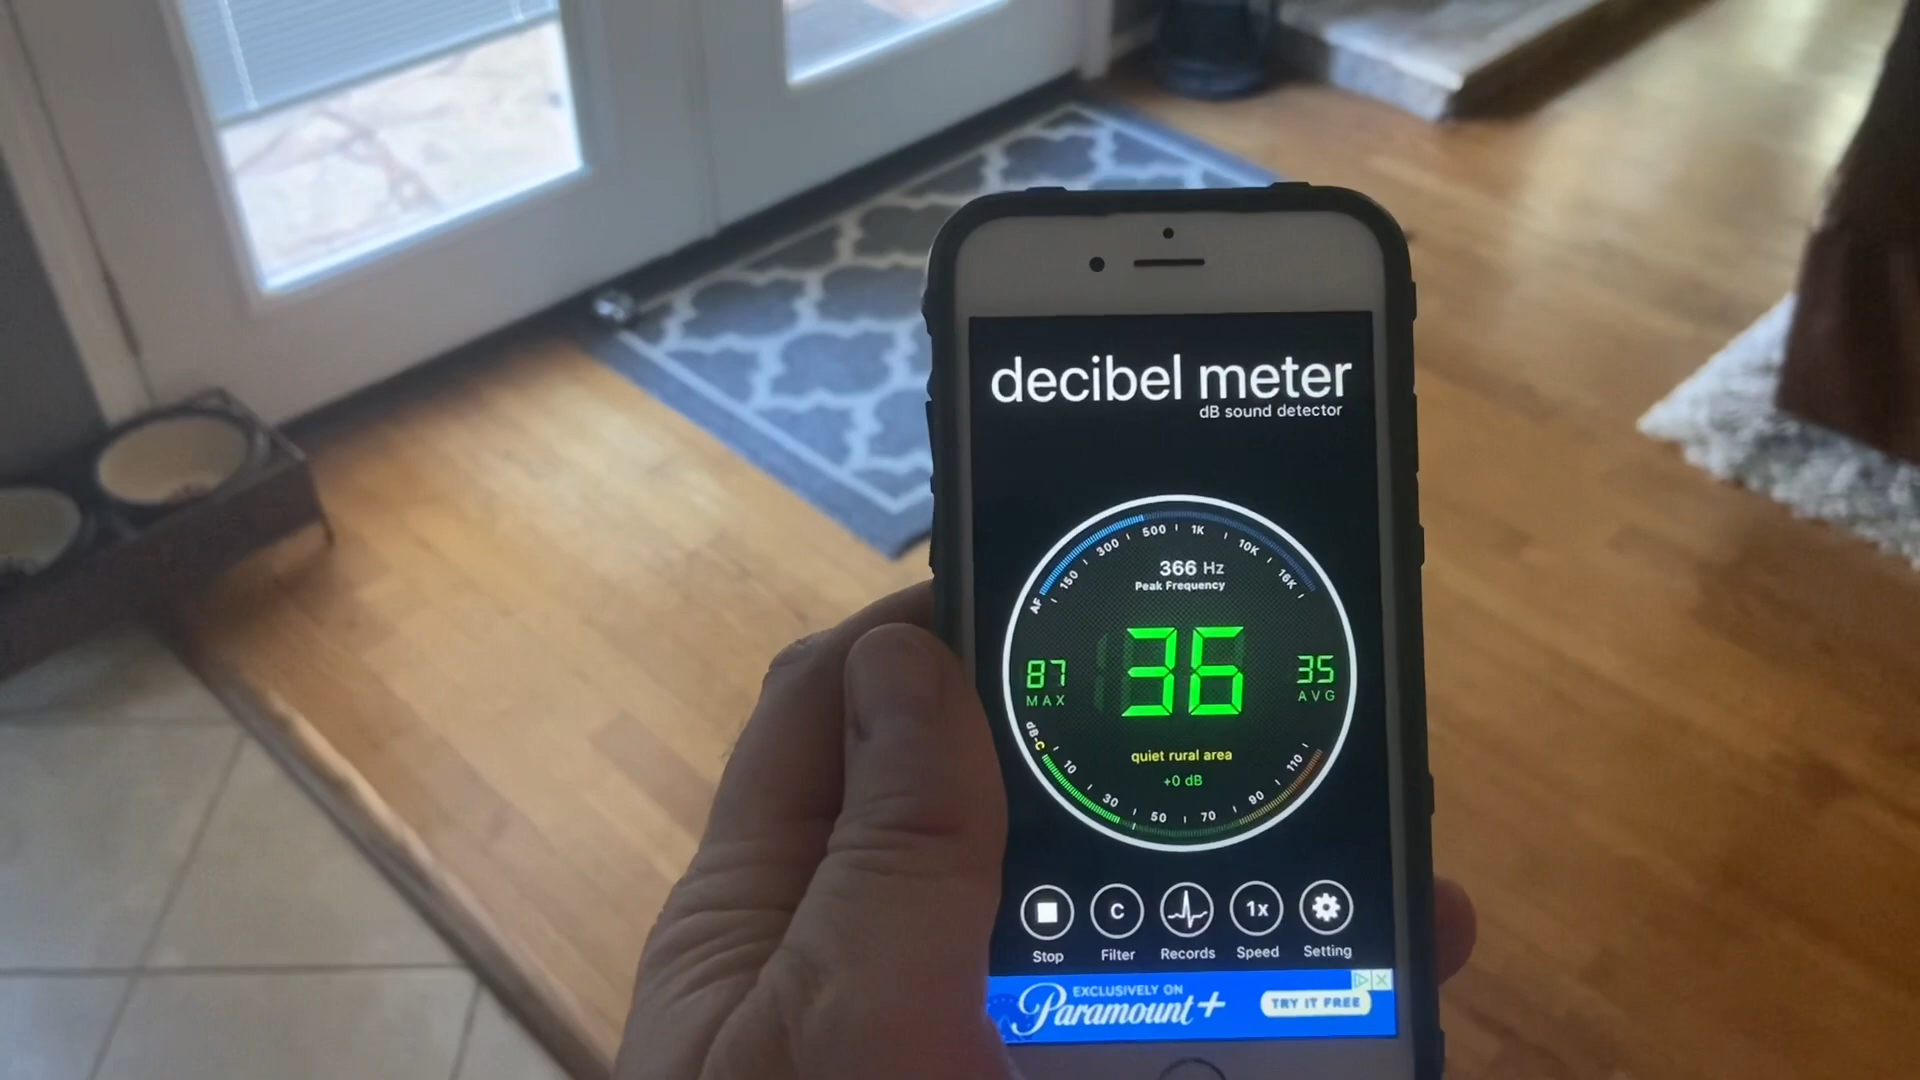 decibel meter
dB sound detector
AF 150 300 500 1K 10K 16K
366 Hz
Peak Frequency
87
MAX
36
35
AVG
quiet rural area
+0 dB
dB-C 10 30 50 70 90 110
C
1x
Stop
Filter
Records
Speed
Setting
EXCLUSIVELY ON
Paramount+
TRY IT FREE